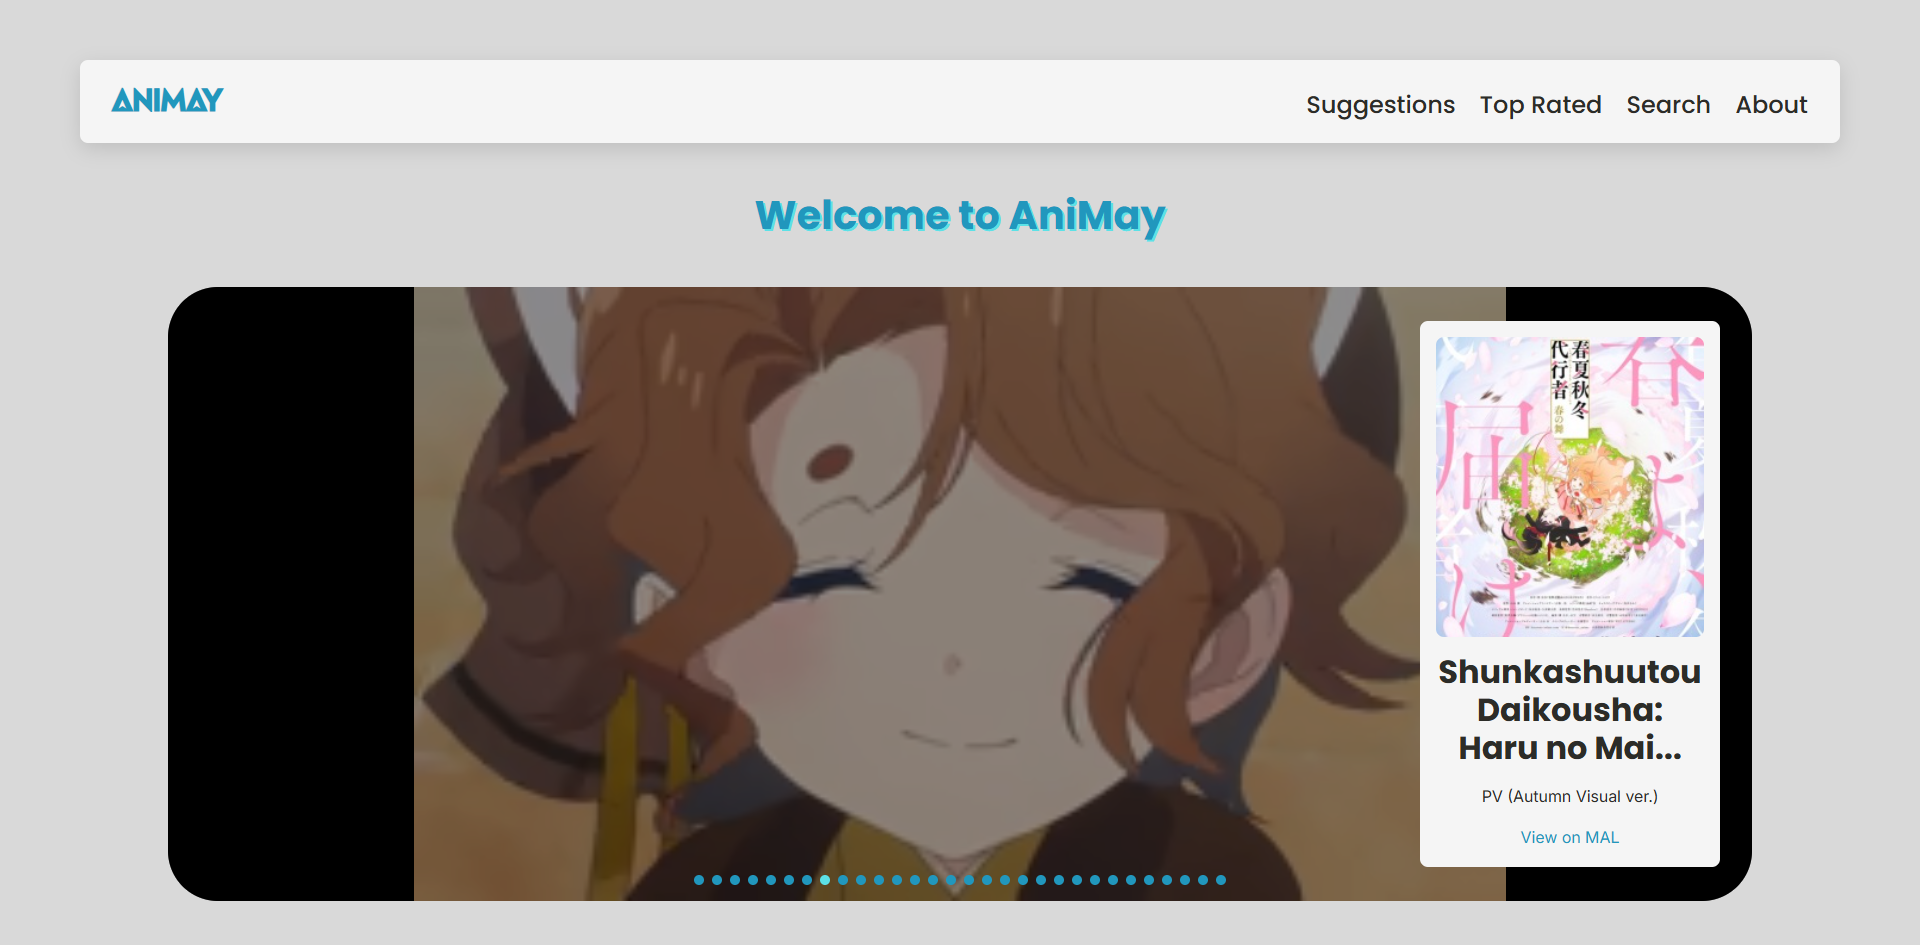 ANIMAY
Suggestions Top Rated Search About
Welcome to AniMay
春夏秋冬
代行者
春の舞
Shunkashuutou
Daikousha:
Haru no Mai...
PV (Autumn Visual ver.)
View on MAL